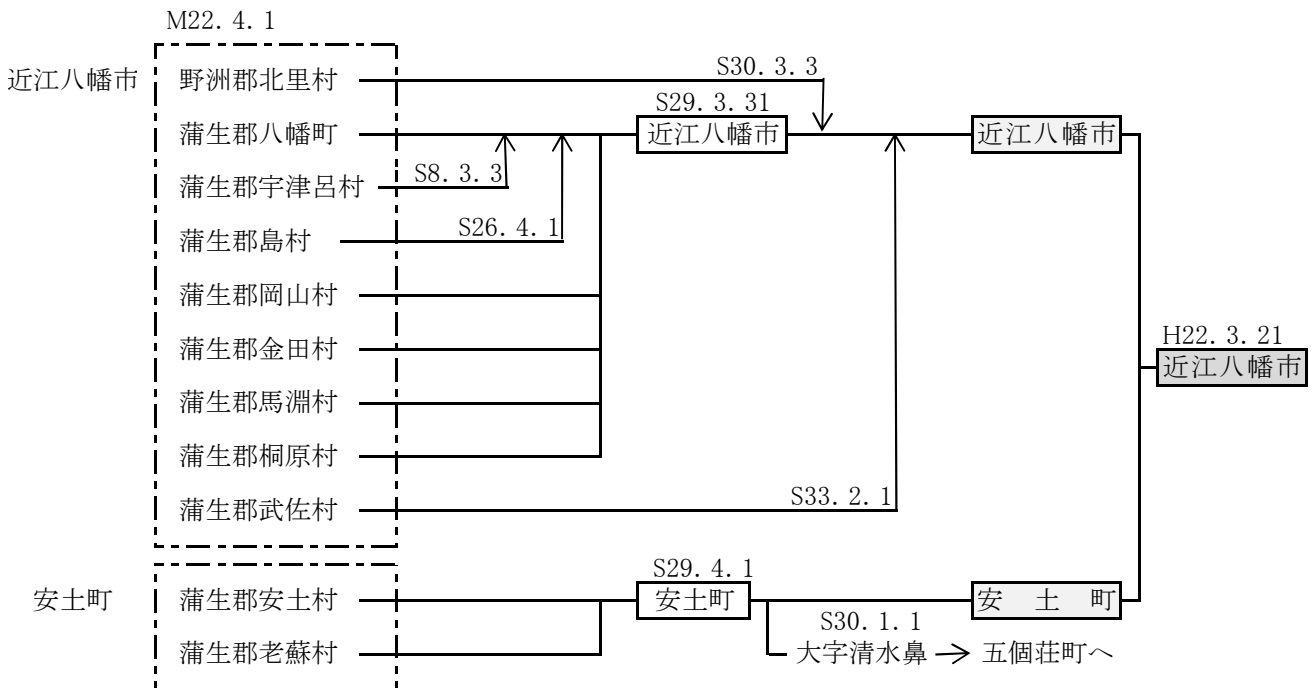 M22. 4. 1
近江八幡市 野洲郡北里村 S30. 3. 3
S29. 3. 31
蒲生郡八幡町 近江八幡市 近江八幡市
蒲生郡宇津呂村 S8. 3. 3
蒲生郡島村 S26. 4. 1
蒲生郡岡山村
H22. 3. 21
蒲生郡金田村
近江八幡市
蒲生郡馬淵村
蒲生郡桐原村
蒲生郡武佐村 S33. 2. 1
S29. 4. 1
安土町 蒲生郡安土村 安土町 安 土 町
S30. 1. 1
蒲生郡老蘇村 大字清水鼻 五個荘町へ